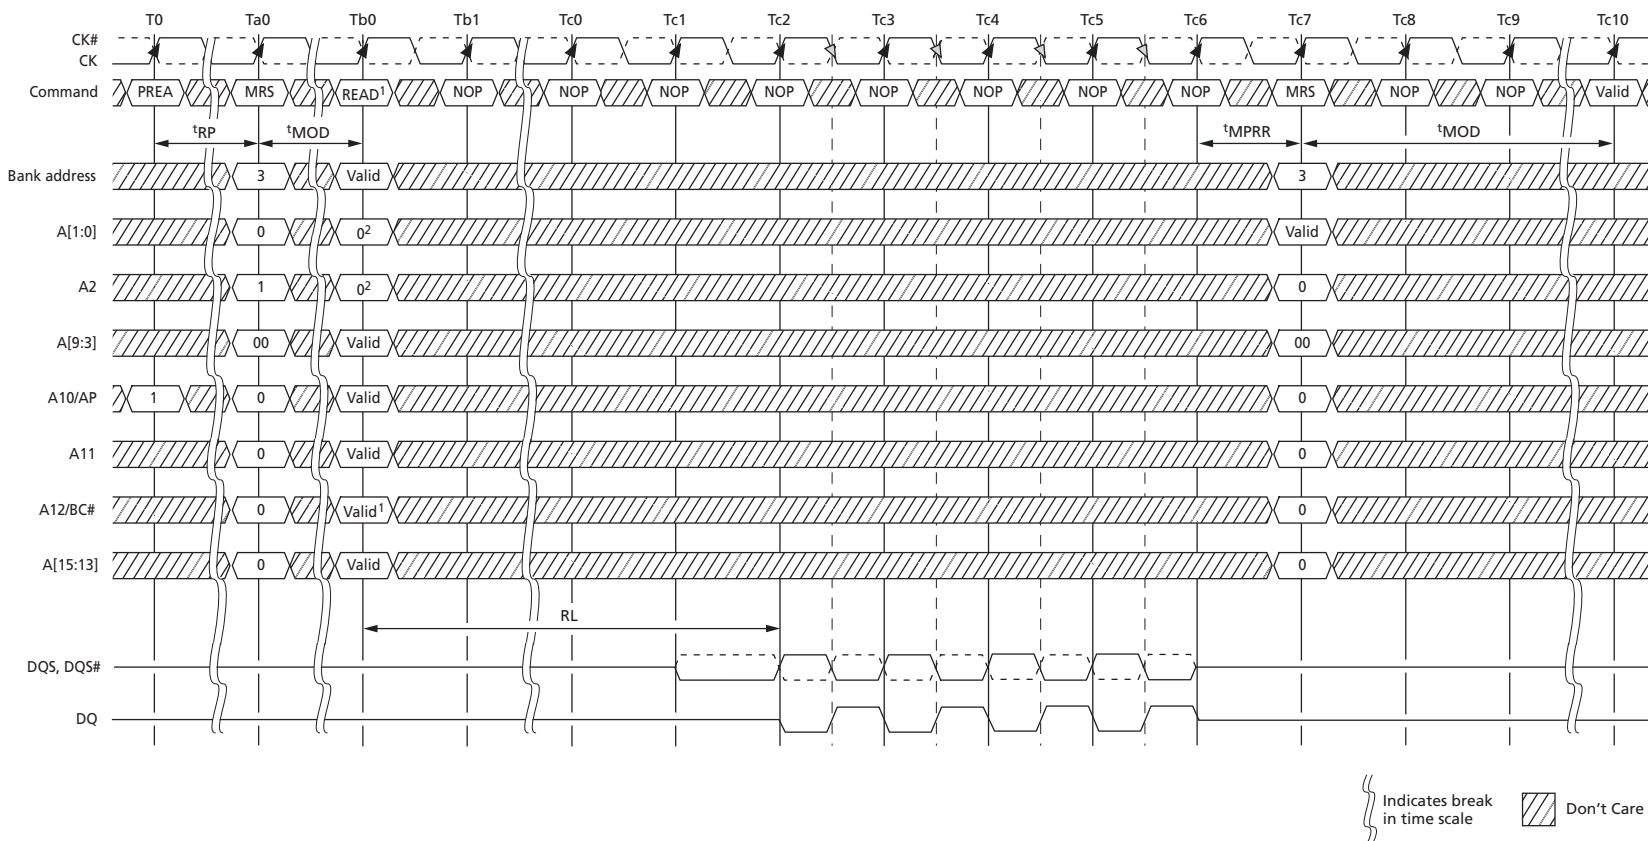 T0 Ta0 Tb0 Tb1 Tc0 Tc1 Tc2 Tc3 Tc4 Tc5 Tc6 Tc7 Tc8 Tc9 Tc10
CK#
CK
Command PREA MRS READ¹ NOP NOP NOP NOP NOP NOP NOP NOP MRS NOP NOP Valid
tRP tMOD tMPRR tMOD
Bank address 3 Valid 3
A[1:0] 0 0² Valid
A2 1 0² 0
A[9:3] 00 Valid 00
A10/AP 1 0 Valid 0
A11 0 Valid 0
A12/BC# 0 Valid¹ 0
A[15:13] 0 Valid 0
RL
DQS, DQS#
DQ
Indicates break
in time scale
Don't Care